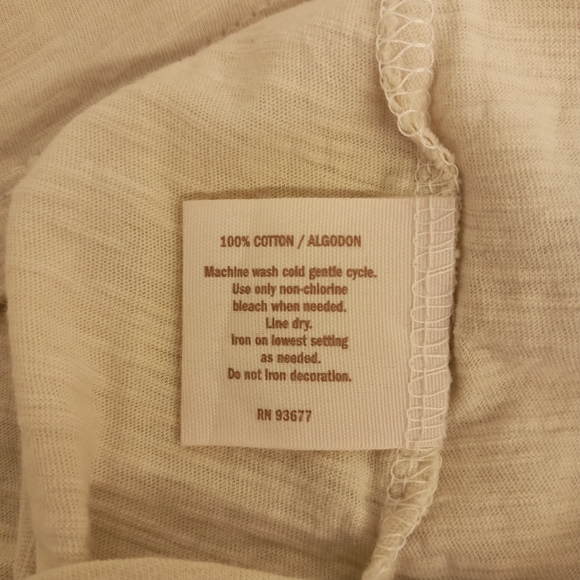 100% COTTON / ALGODON
Machine wash cold gentle cycle.
Use only non-chlorine
bleach when needed.
Line dry.
Iron on lowest setting
as needed.
Do not iron decoration.
RN 93677